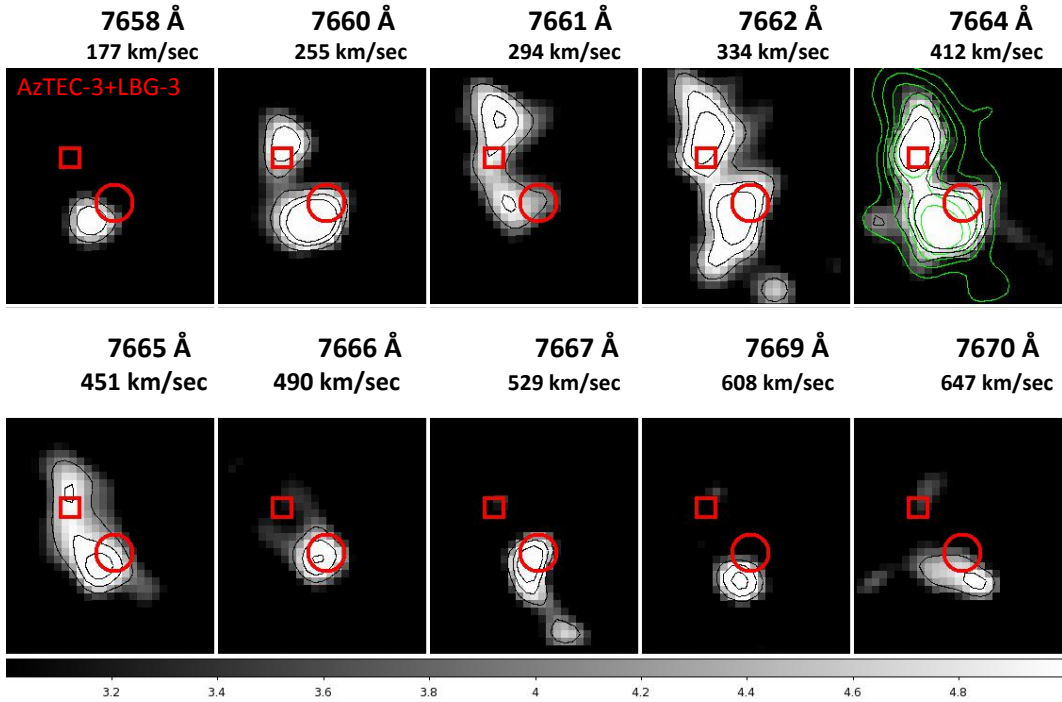 7658 Å 7660 Å 7661 Å 7662 Å 7664 Å
177 km/sec 255 km/sec 294 km/sec 334 km/sec 412 km/sec
AzTEC-3+LBG-3
7665 Å 7666 Å 7667 Å 7669 Å 7670 Å
451 km/sec 490 km/sec 529 km/sec 608 km/sec 647 km/sec
3.2 3.4 3.6 3.8 4 4.2 4.4 4.6 4.8